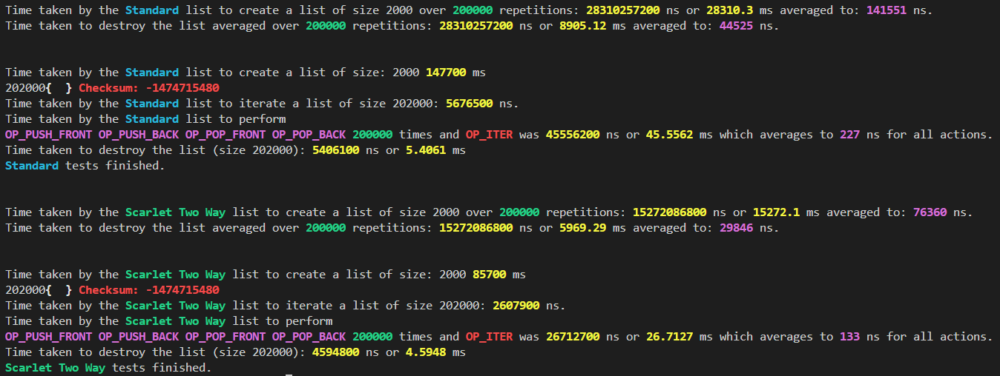 Time taken by the Standard list to create a list of size 2000 over 200000 repetitions: 28310257200 ns or 28310.3 ms averaged to: 141551 ns.
Time taken to destroy the list averaged over 200000 repetitions: 28310257200 ns or 8905.12 ms averaged to: 44525 ns.
Time taken by the Standard list to create a list of size: 2000 147700 ms
202000{  } Checksum: -1474715480
Time taken by the Standard list to iterate a list of size 202000: 5676500 ns.
Time taken by the Standard list to perform
OP_PUSH_FRONT OP_PUSH_BACK OP_POP_FRONT OP_POP_BACK 200000 times and OP_ITER was 45556200 ns or 45.5562 ms which averages to 227 ns for all actions.
Time taken to destroy the list (size 202000): 5406100 ns or 5.4061 ms
Standard tests finished.
Time taken by the Scarlet Two Way list to create a list of size 2000 over 200000 repetitions: 15272086800 ns or 15272.1 ms averaged to: 76360 ns.
Time taken to destroy the list averaged over 200000 repetitions: 15272086800 ns or 5969.29 ms averaged to: 29846 ns.
Time taken by the Scarlet Two Way list to create a list of size: 2000 85700 ms
202000{  } Checksum: -1474715480
Time taken by the Scarlet Two Way list to iterate a list of size 202000: 2607900 ns.
Time taken by the Scarlet Two Way list to perform
OP_PUSH_FRONT OP_PUSH_BACK OP_POP_FRONT OP_POP_BACK 200000 times and OP_ITER was 26712700 ns or 26.7127 ms which averages to 133 ns for all actions.
Time taken to destroy the list (size 202000): 4594800 ns or 4.5948 ms
Scarlet Two Way tests finished.